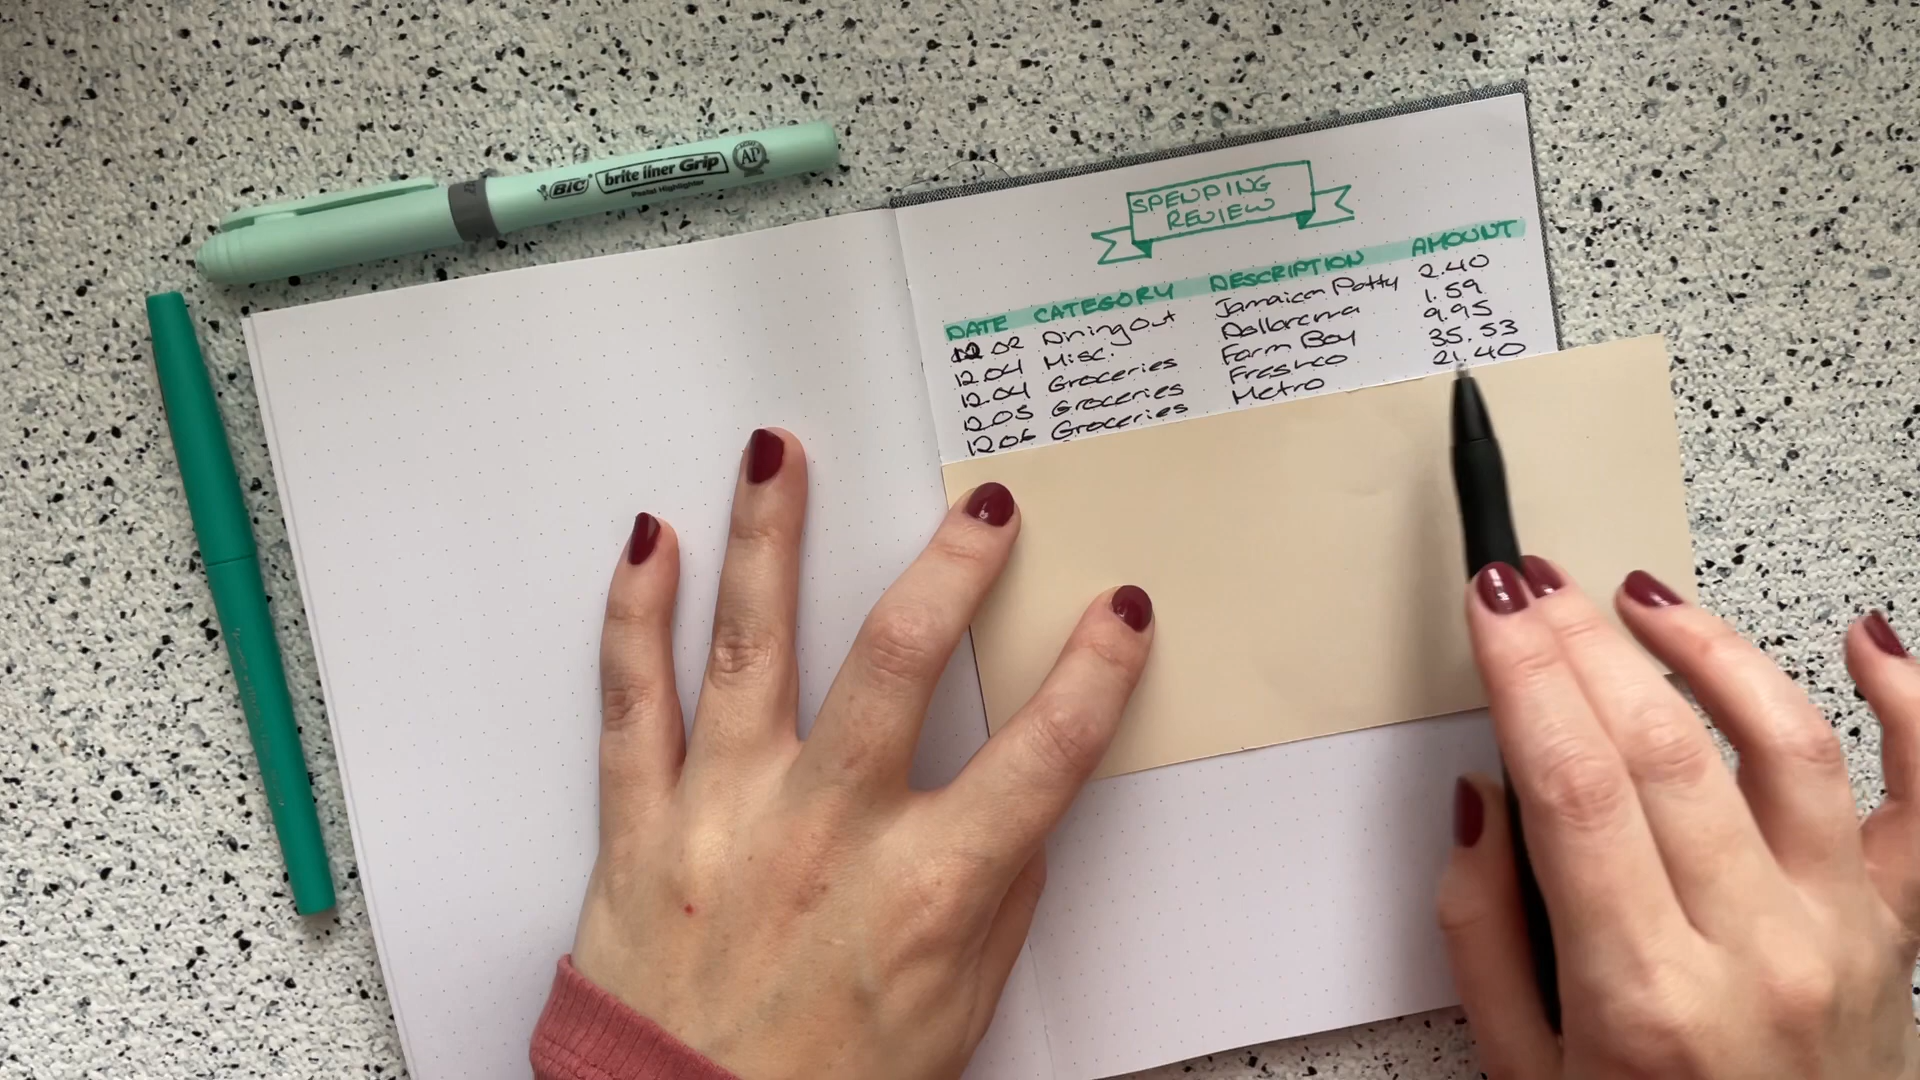 BIC brite liner Grip AP
Pastel Highlighter
SPENDING
REVIEW
DATE CATEGORY DESCRIPTION AMOUNT
12 02 Dining Out Jamaican Patty 2.40
12 04 Misc. Dollarama 1.59
12 04 Groceries Farm Boy 9.95
12 05 Groceries Freshco 35.53
12 06 Groceries Metro 21.40